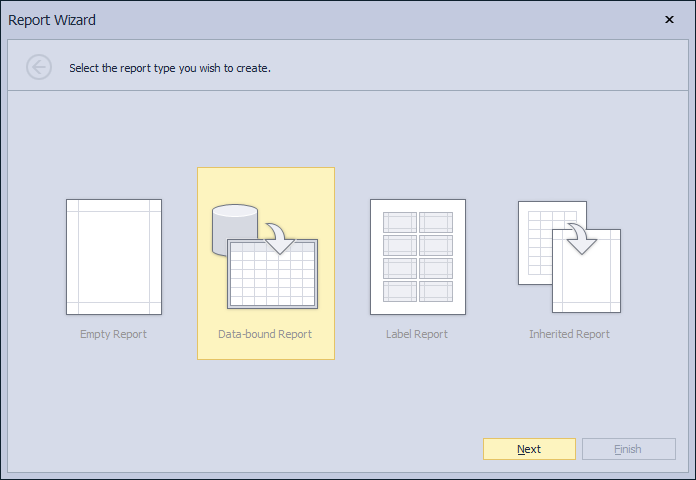 Report Wizard
Select the report type you wish to create.
Empty Report
Data-bound Report
Label Report
Inherited Report
Next
Finish